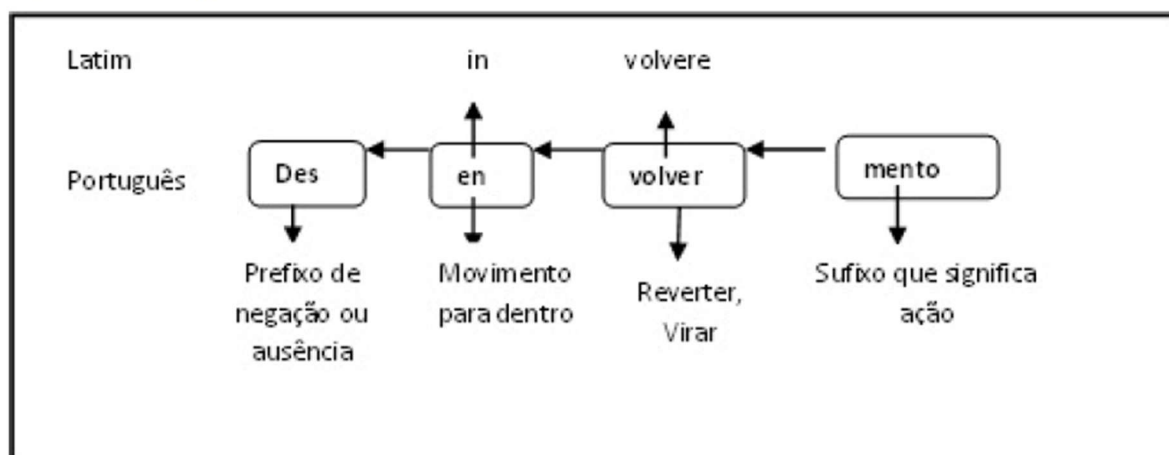 Latim in volvere
Português Des en volver mento
Prefixo de
negação ou
ausência
Movimento
para dentro
Reverter,
Virar
Sufixo que significa
ação